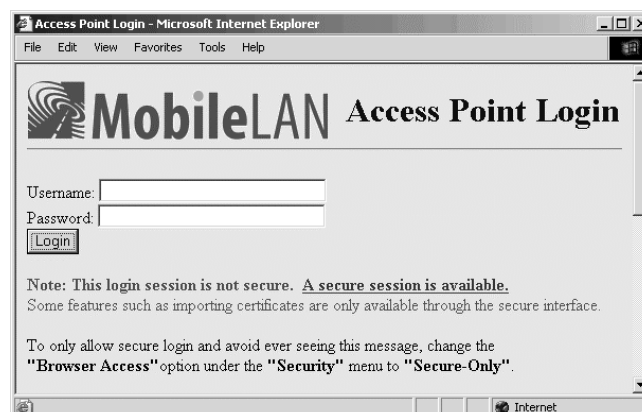 Access Point Login - Microsoft Internet Explorer
File Edit View Favorites Tools Help
MobileLAN Access Point Login
Username:
Password:
Login
Note: This login session is not secure. A secure session is available.
Some features such as importing certificates are only available through the secure interface.
To only allow secure login and avoid ever seeing this message, change the
"Browser Access"option under the "Security" menu to "Secure-Only".
Internet